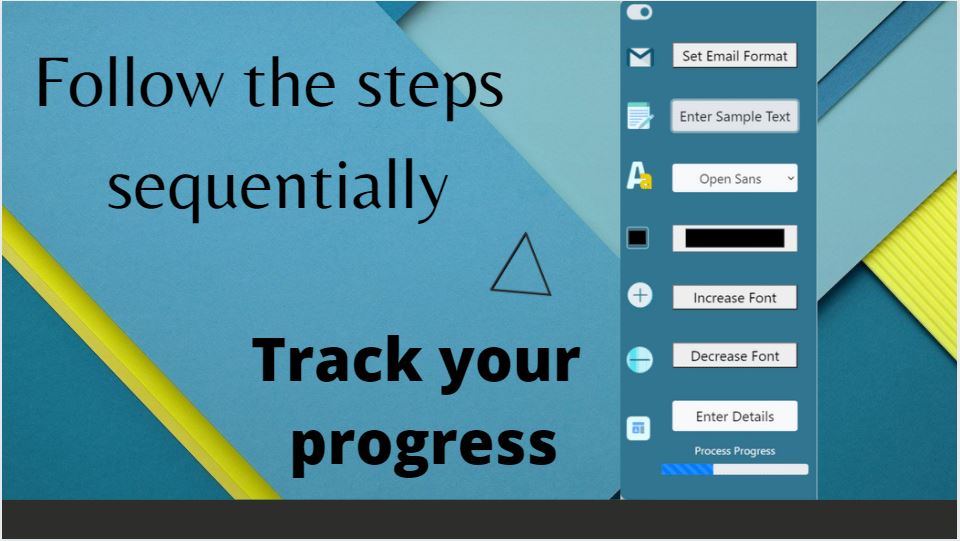 Follow the steps
sequentially
Track your
progress
Set Email Format
Enter Sample Text
Open Sans
Increase Font
Decrease Font
Enter Details
Process Progress